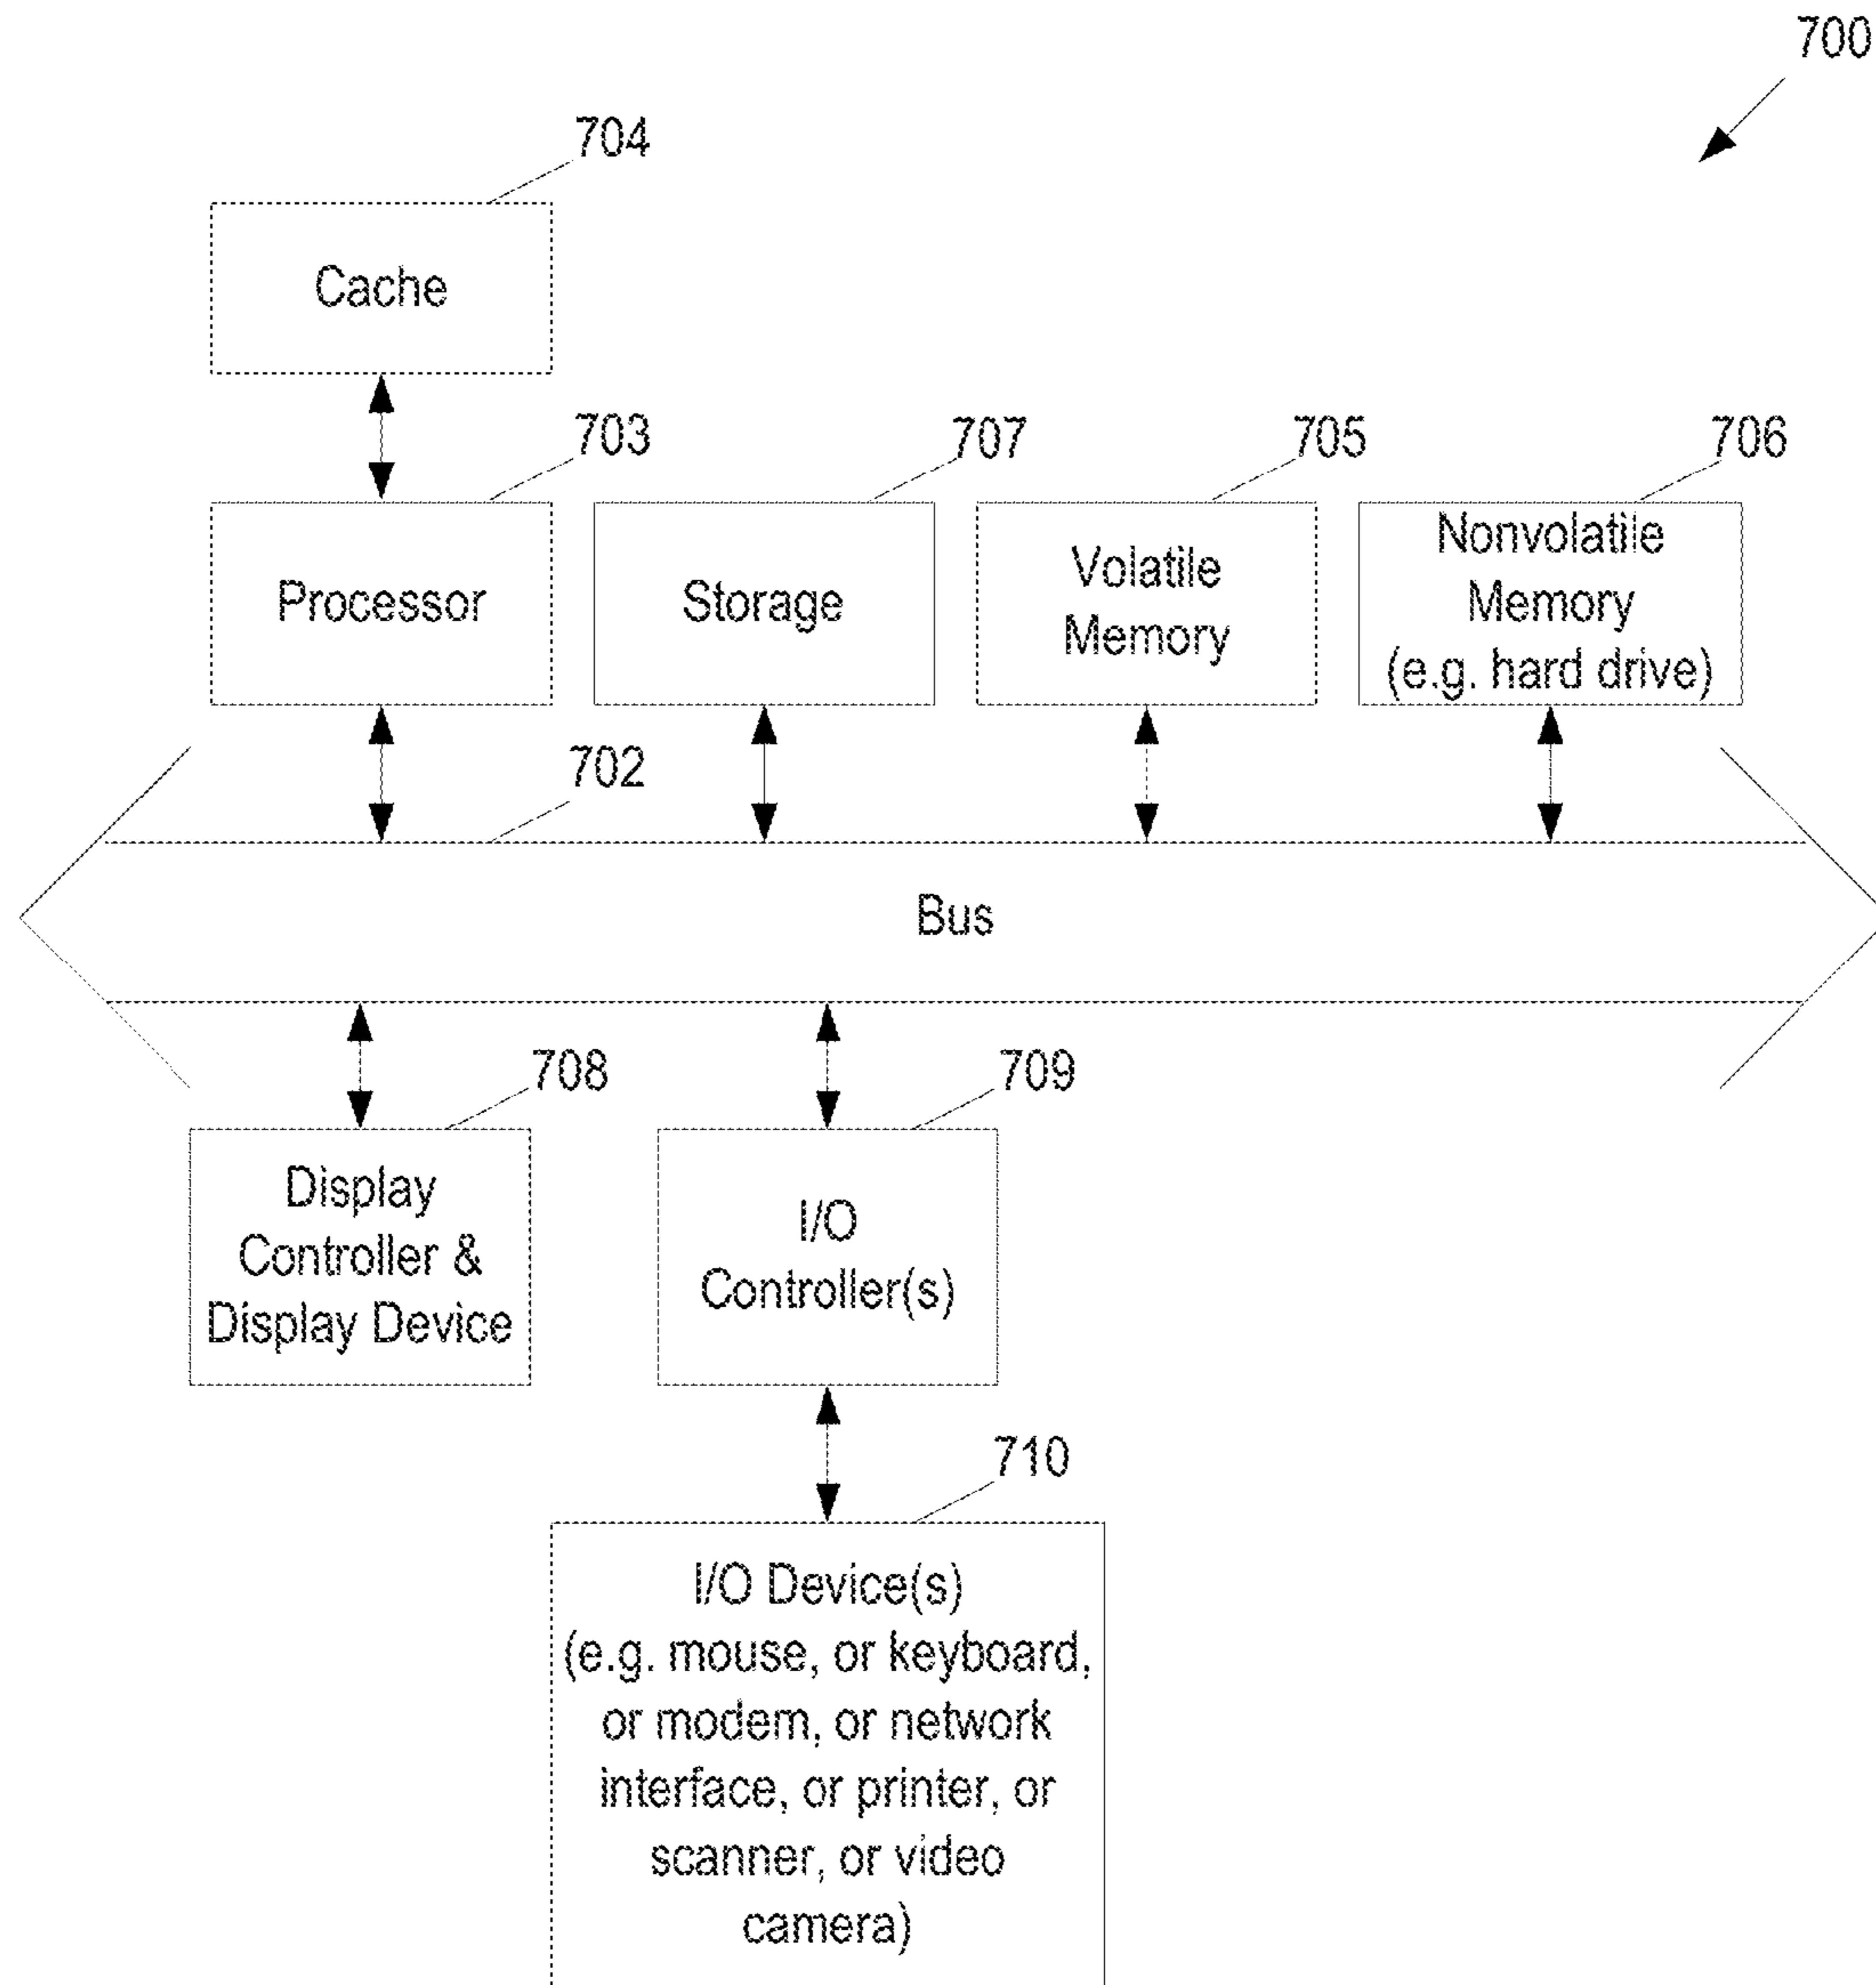 700
704
Cache
703
707
705
706
Processor
Storage
Volatile
Memory
Nonvolatile
Memory
(e.g. hard drive)
702
Bus
708
709
Display
Controller &
Display Device
I/O
Controller(s)
710
I/O Device(s)
(e.g. mouse, or keyboard,
or modem, or network
interface, or printer, or
scanner, or video
camera)